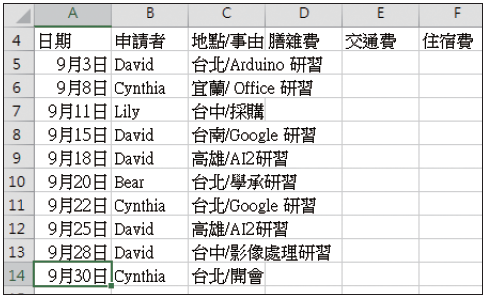 A B C D E F
4 日期 申請者 地點/事由 膳雜費 交通費 住宿費
5 9月3日 David 台北/Arduino 研習
6 9月8日 Cynthia 宜蘭/ Office 研習
7 9月11日 Lily 台中/採購
8 9月15日 David 台南/Google 研習
9 9月18日 David 高雄/AI2研習
10 9月20日 Bear 台北/學承研習
11 9月22日 Cynthia 台北/Google 研習
12 9月25日 David 高雄/AI2研習
13 9月28日 David 台中/影像處理研習
14 9月30日 Cynthia 台北/開會